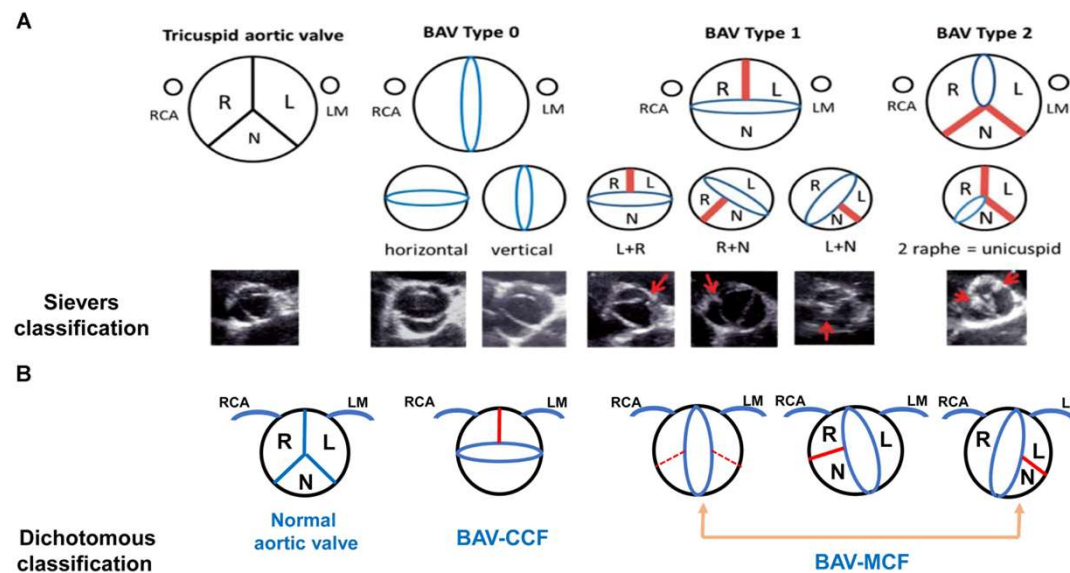 A
Tricuspid aortic valve
BAV Type 0
BAV Type 1
BAV Type 2
RCA
R
L
N
LM
RCA
LM
RCA
R
L
N
LM
RCA
R
L
N
LM
R
L
N
R
N
L
R
L
N
R
L
N
horizontal
vertical
L+R
R+N
L+N
2 raphe = unicuspid
Sievers
classification
B
RCA
LM
RCA
LM
RCA
LM
RCA
LM
RCA
R
L
N
R
L
N
R
L
N
Normal
aortic valve
BAV-CCF
BAV-MCF
Dichotomous
classification